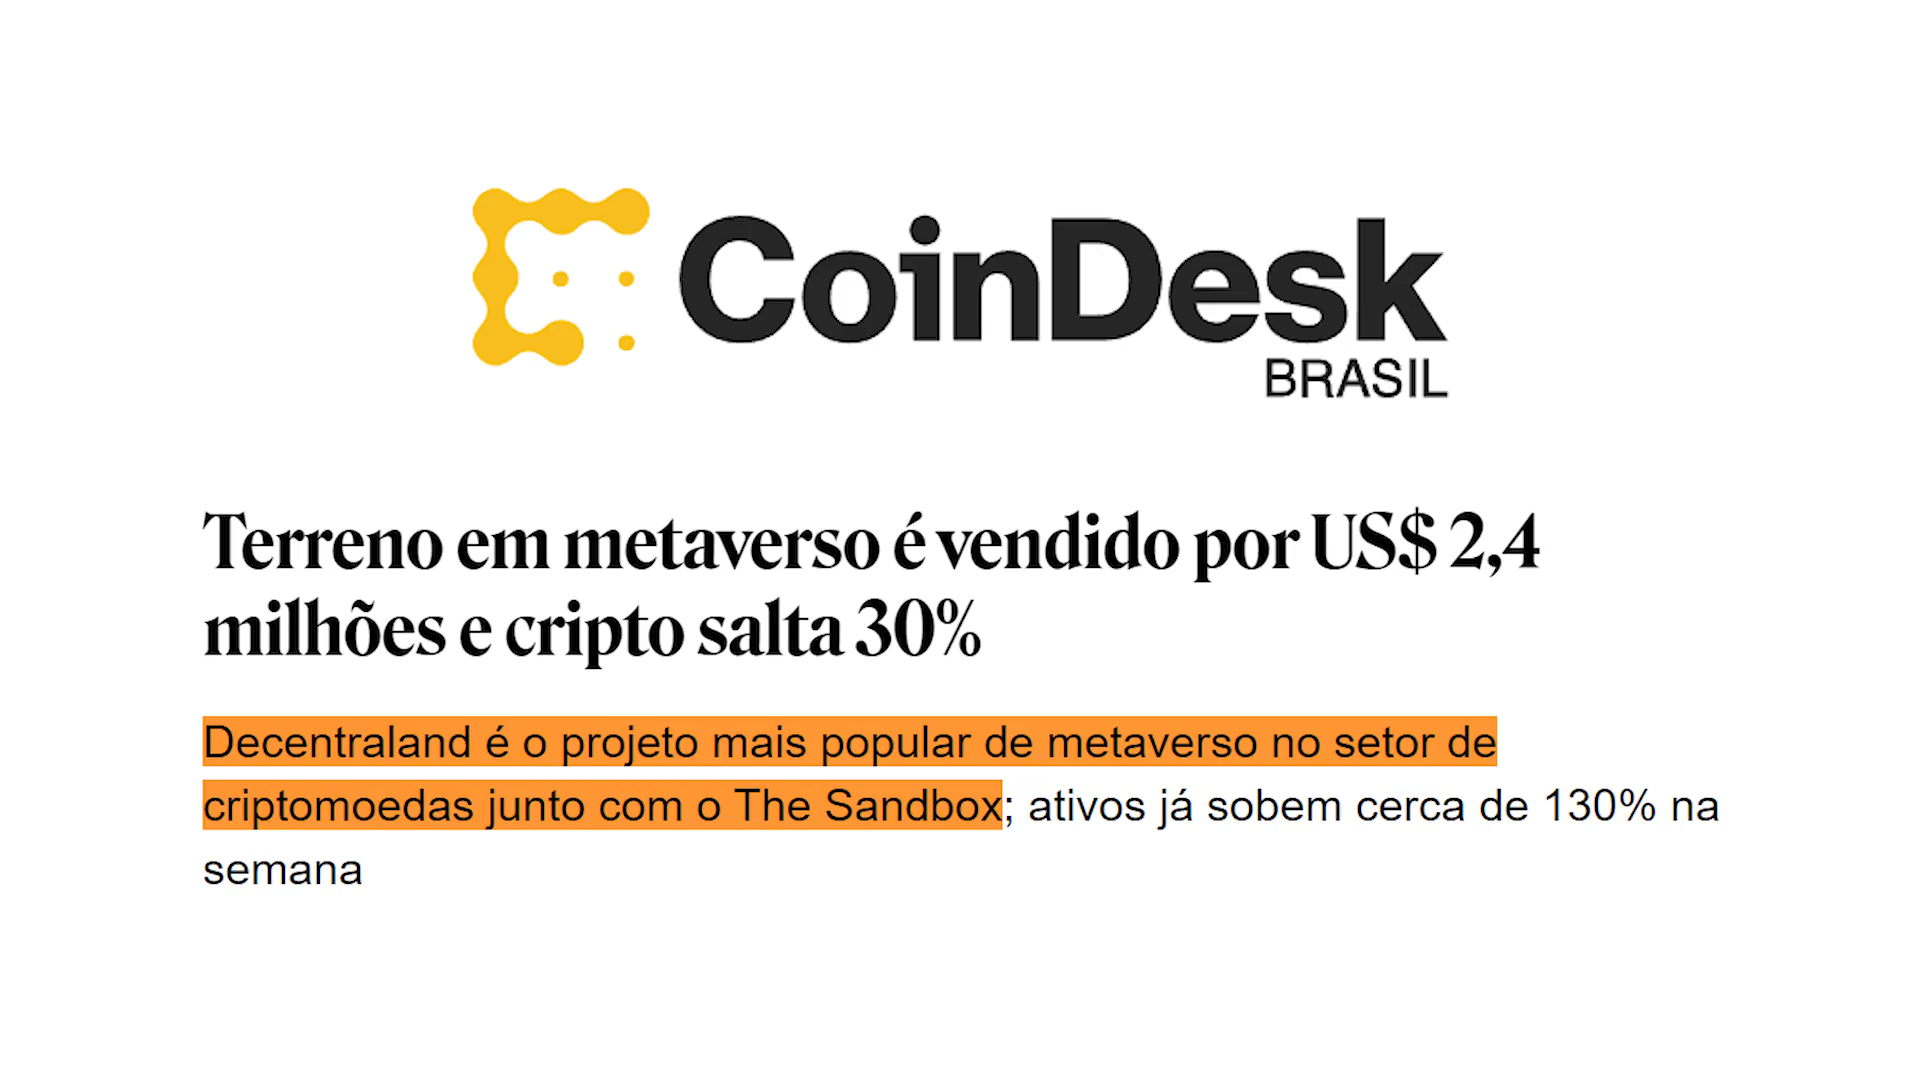 CoinDesk
BRASIL
Terreno em metaverso é vendido por US$ 2,4
milhões e cripto salta 30%
Decentraland é o projeto mais popular de metaverso no setor de
criptomoedas junto com o The Sandbox; ativos já sobem cerca de 130% na
semana